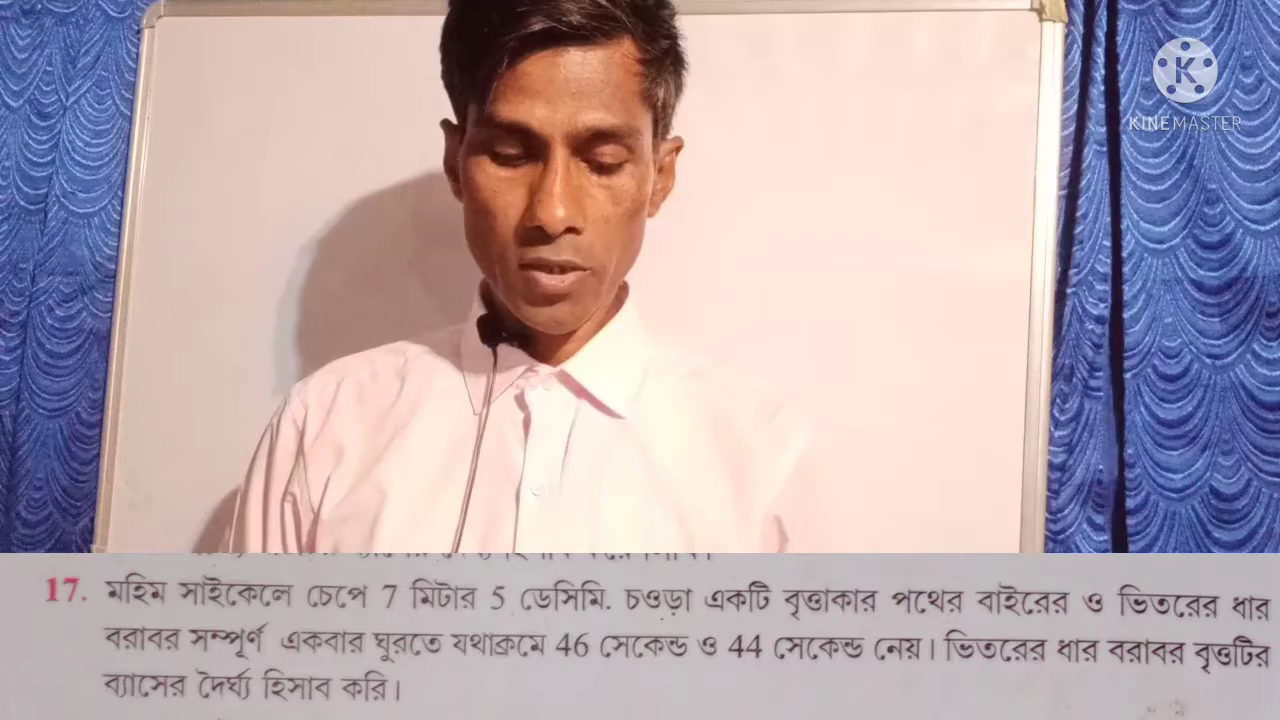 KINEMASTER
17. মহিম সাইকেলে চেপে 7 মিটার 5 ডেসিমি. চওড়া একটি বৃত্তাকার পথের বাইরের ও ভিতরের ধার
বরাবর সম্পূর্ণ একবার ঘুরতে যথাক্রমে 46 সেকেন্ড ও 44 সেকেন্ড নেয়। ভিতরের ধার বরাবর বৃত্তটির
ব্যাসের দৈর্ঘ্য হিসাব করি।